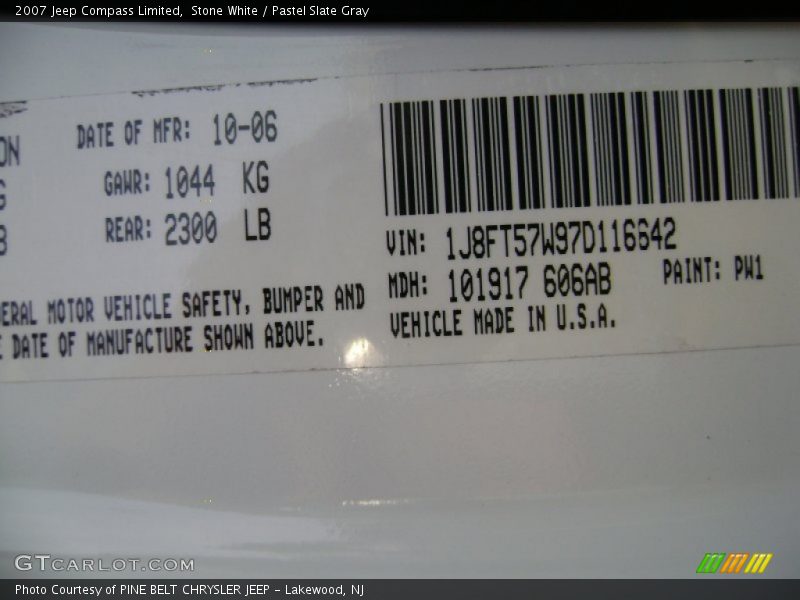 2007 Jeep Compass Limited,  Stone White / Pastel Slate Gray
DATE OF MFR: 10-06
GAWR: 1044 KG
REAR: 2300 LB
VIN: 1J8FT57W97D116642
MDH: 101917 606AB PAINT: PW1
VEHICLE MADE IN U.S.A.
MOTOR VEHICLE SAFETY, BUMPER AND
DATE OF MANUFACTURE SHOWN ABOVE.
GTCARLOT.COM
Photo Courtesy of PINE BELT CHRYSLER JEEP - Lakewood, NJ